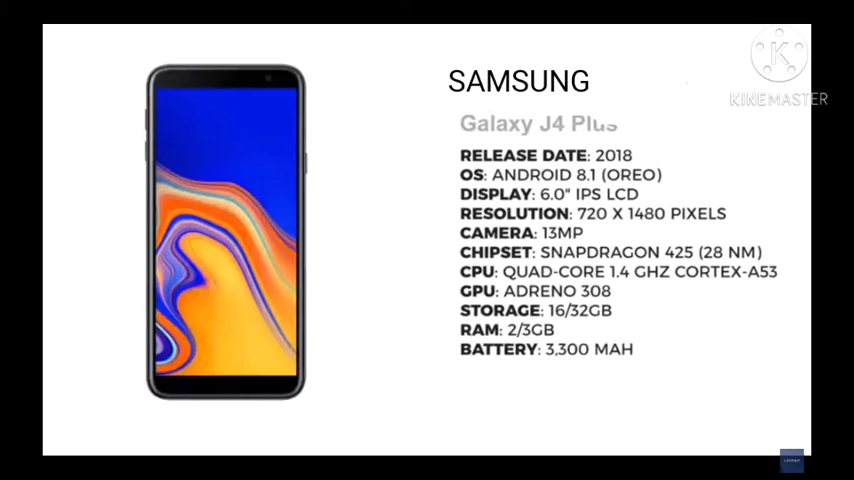 SAMSUNG
KINEMASTER
Galaxy J4 Plus
RELEASE DATE: 2018
OS: ANDROID 8.1 (OREO)
DISPLAY: 6.0" IPS LCD
RESOLUTION: 720 X 1480 PIXELS
CAMERA: 13MP
CHIPSET: SNAPDRAGON 425 (28 NM)
CPU: QUAD-CORE 1.4 GHZ CORTEX-A53
GPU: ADRENO 308
STORAGE: 16/32GB
RAM: 2/3GB
BATTERY: 3,300 MAH